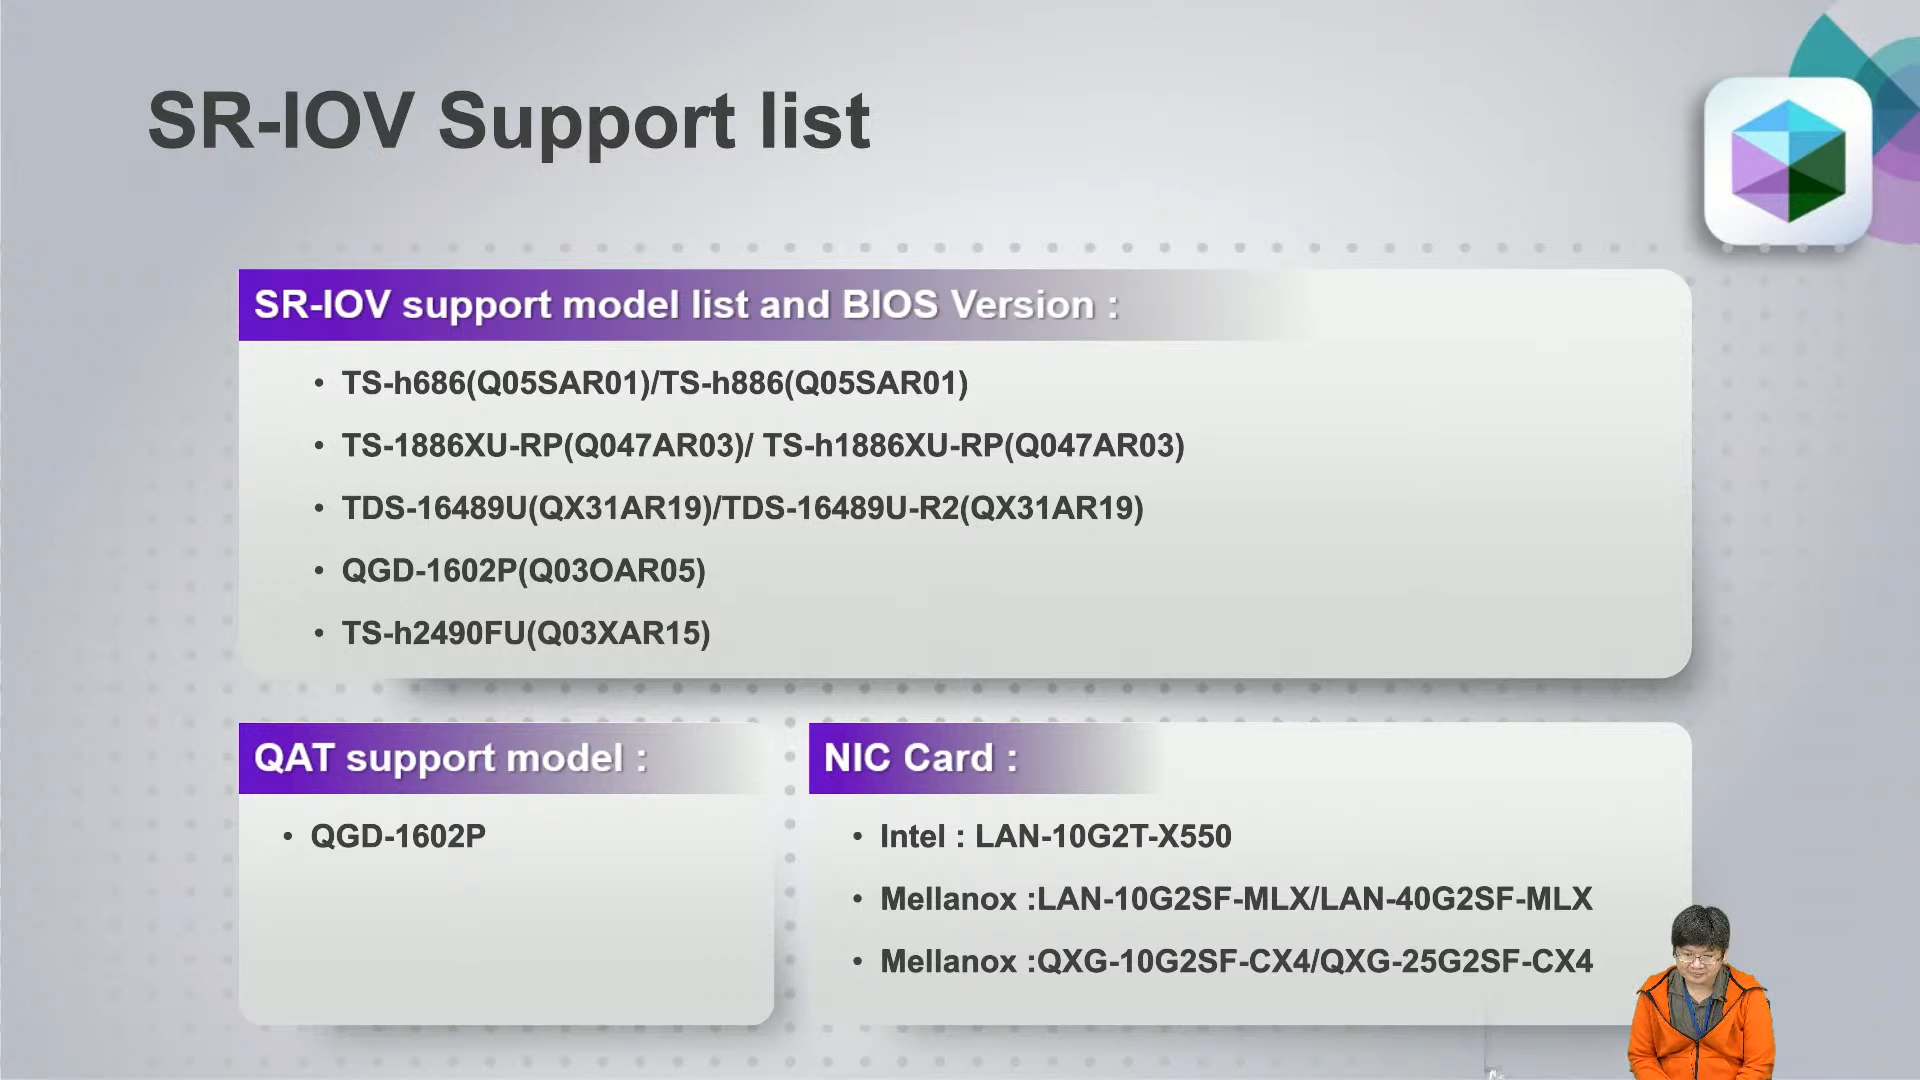 SR-IOV Support list
SR-IOV support model list and BIOS Version :
• TS-h686(Q05SAR01)/TS-h886(Q05SAR01)
• TS-1886XU-RP(Q047AR03)/ TS-h1886XU-RP(Q047AR03)
• TDS-16489U(QX31AR19)/TDS-16489U-R2(QX31AR19)
• QGD-1602P(Q03OAR05)
• TS-h2490FU(Q03XAR15)
QAT support model :
• QGD-1602P
NIC Card :
• Intel : LAN-10G2T-X550
• Mellanox :LAN-10G2SF-MLX/LAN-40G2SF-MLX
• Mellanox :QXG-10G2SF-CX4/QXG-25G2SF-CX4